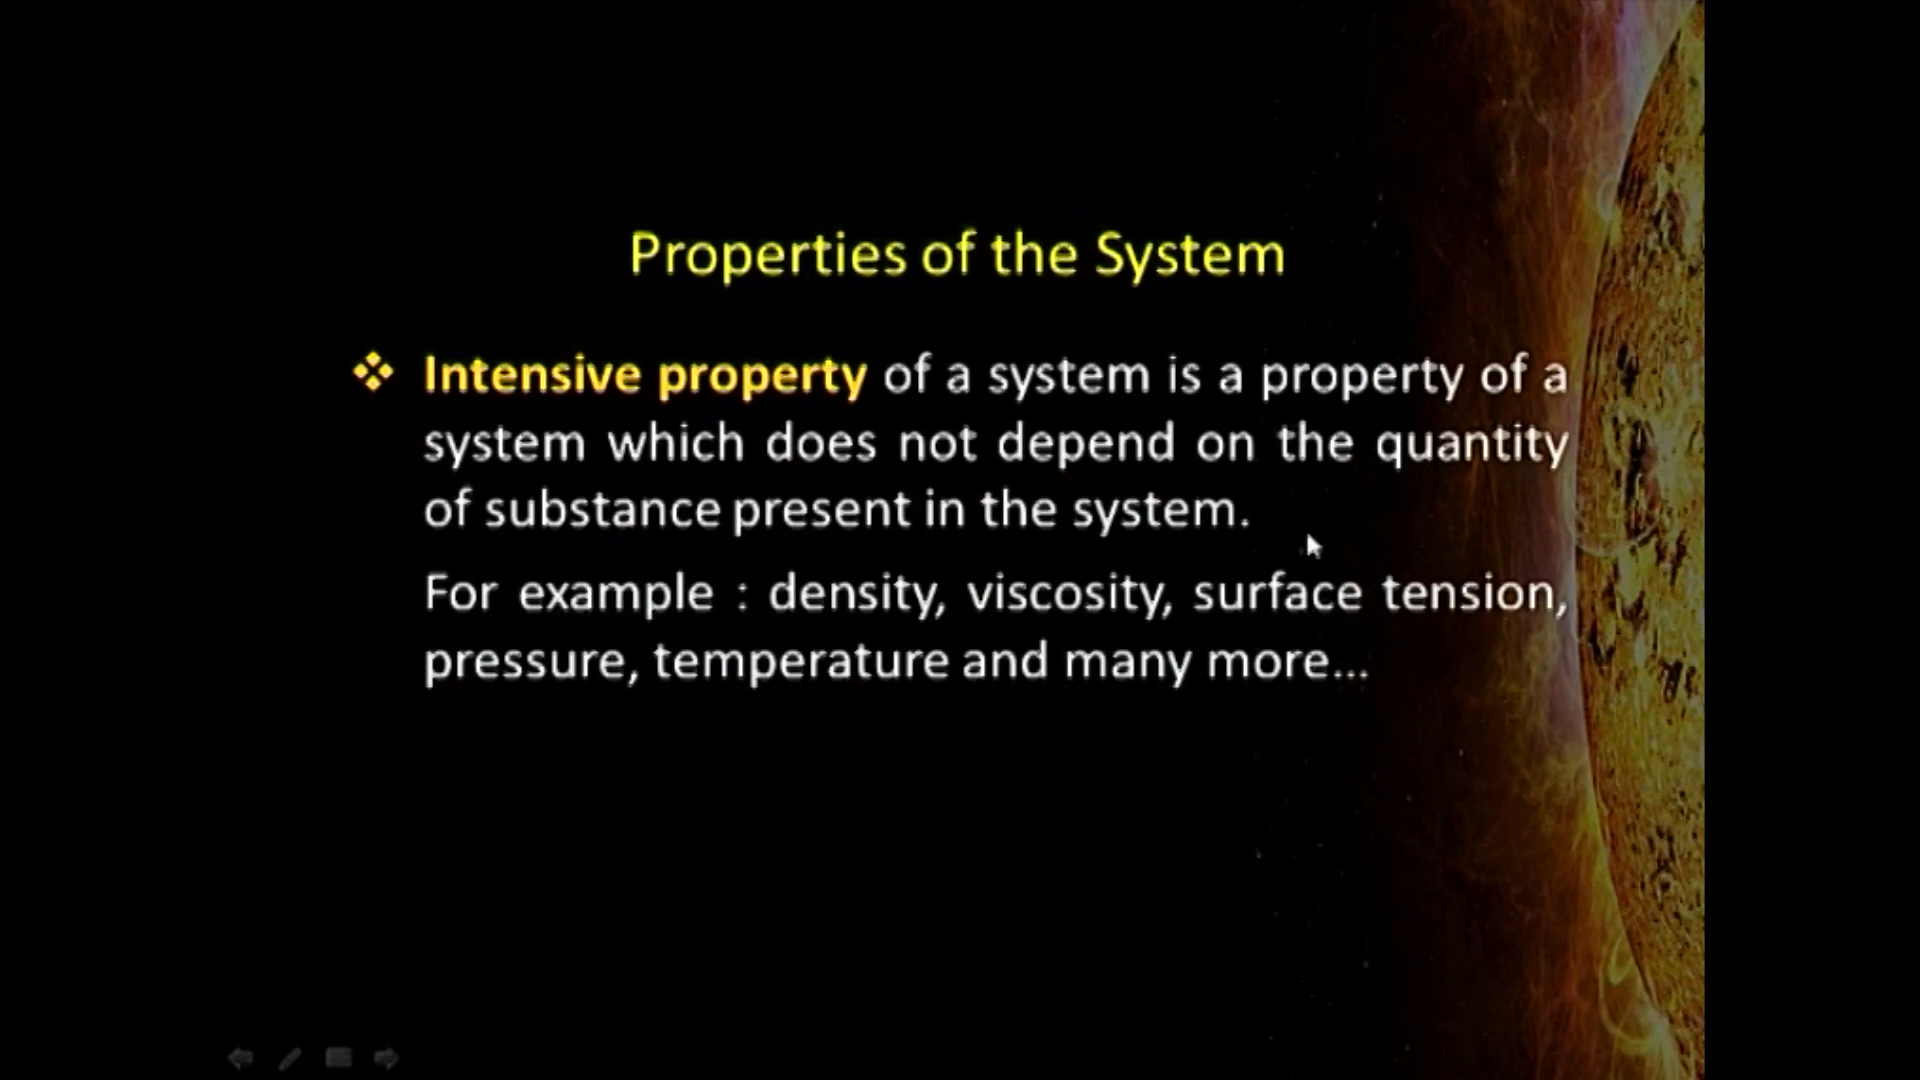 Properties of the System
❖ Intensive property of a system is a property of a
system which does not depend on the quantity
of substance present in the system.
For example : density, viscosity, surface tension,
pressure, temperature and many more...